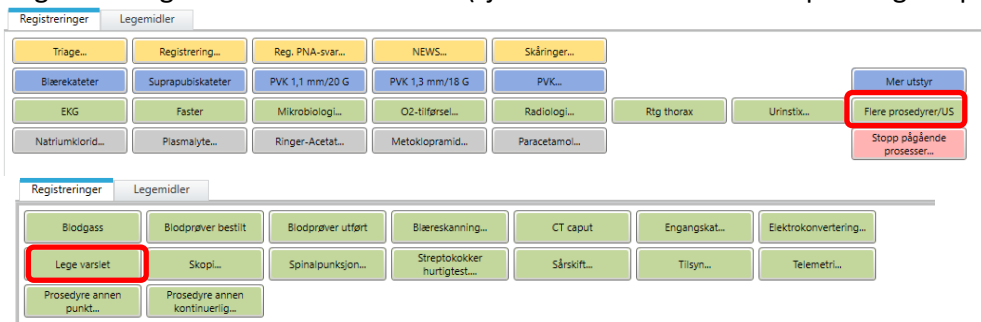 Registreringer Legemidler
Triage... Registrering... Reg. PNA-svar... NEWS... Skåringer...
Blærekateter Suprapubiskateter PVK 1,1 mm/20 G PVK 1,3 mm/18 G PVK... Mer utstyr
EKG Faster Mikrobiologi... O2-tilførsel... Radiologi... Rtg thorax Urinstix... Flere prosedyrer/US
Natriumklorid... Plasmalyte... Ringer-Acetat... Metoklopramid... Paracetamol... Stopp pågående
prosesser...
Registreringer Legemidler
Blodgass Blodprøver bestilt Blodprøver utført Blæreskanning... CT caput Engangskat... Elektrokonvertering...
Lege varslet Skopi... Spinalpunksjon... Streptokokker
hurtigtest.... Sårskift... Tilsyn... Telemetri...
Prosedyre annen
punkt... Prosedyre annen
kontinuerlig...